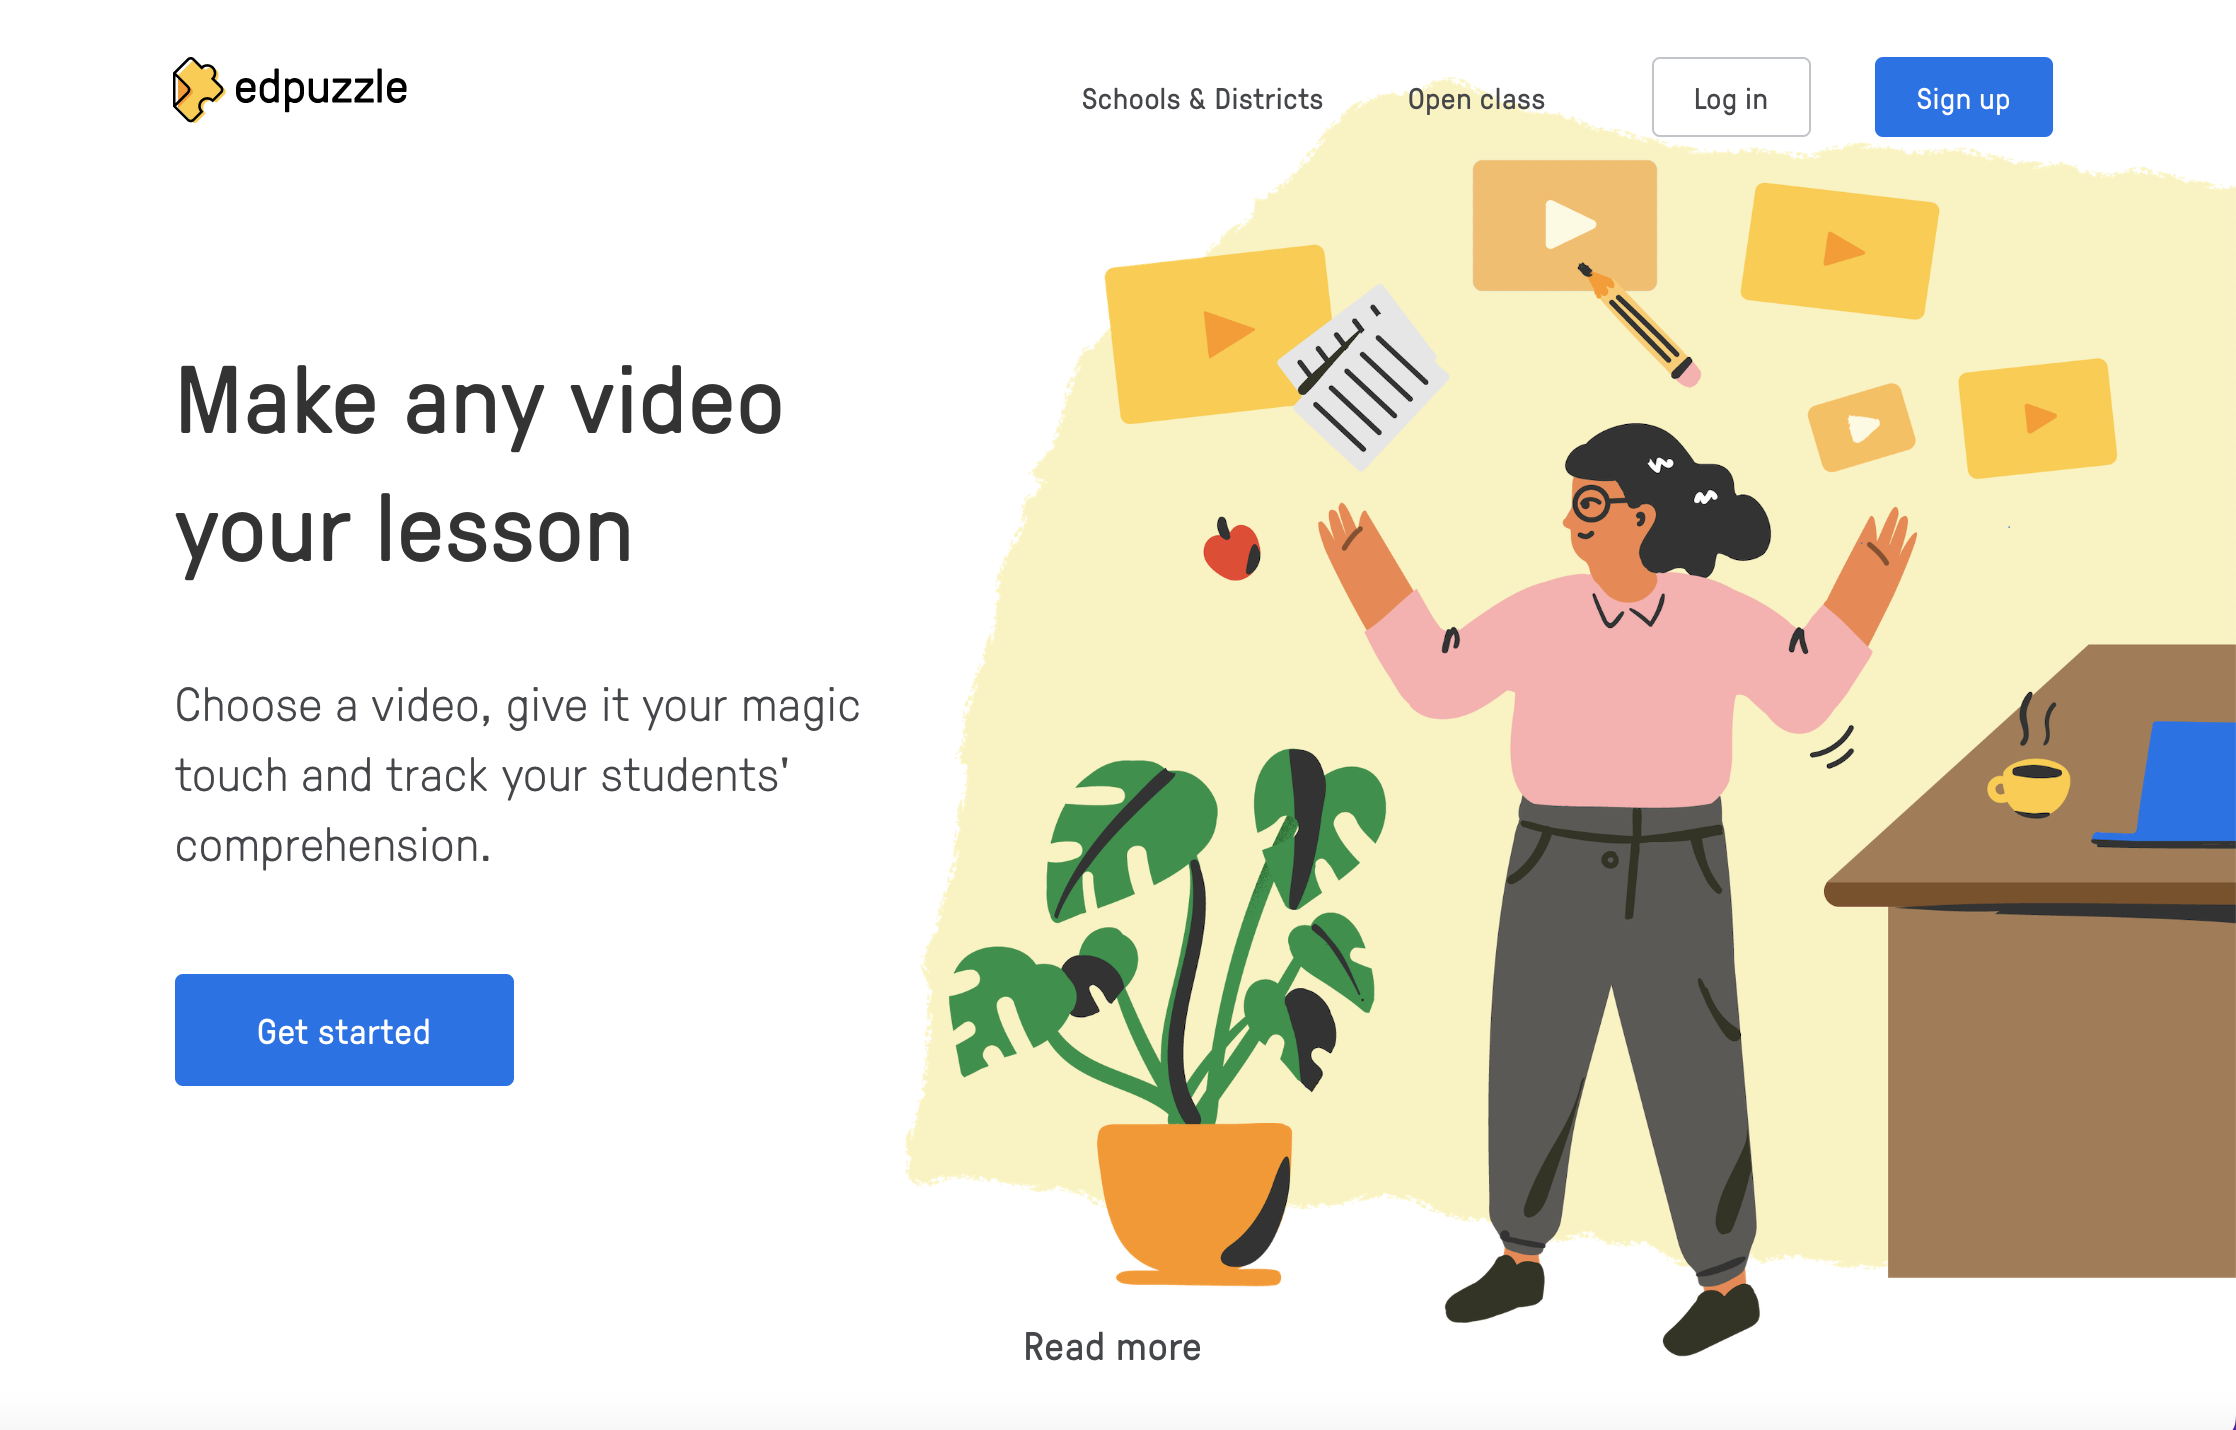 edpuzzle
Schools & Districts
Open class
Log in
Sign up
Make any video
your lesson
Choose a video, give it your magic
touch and track your students'
comprehension.
Get started
Read more